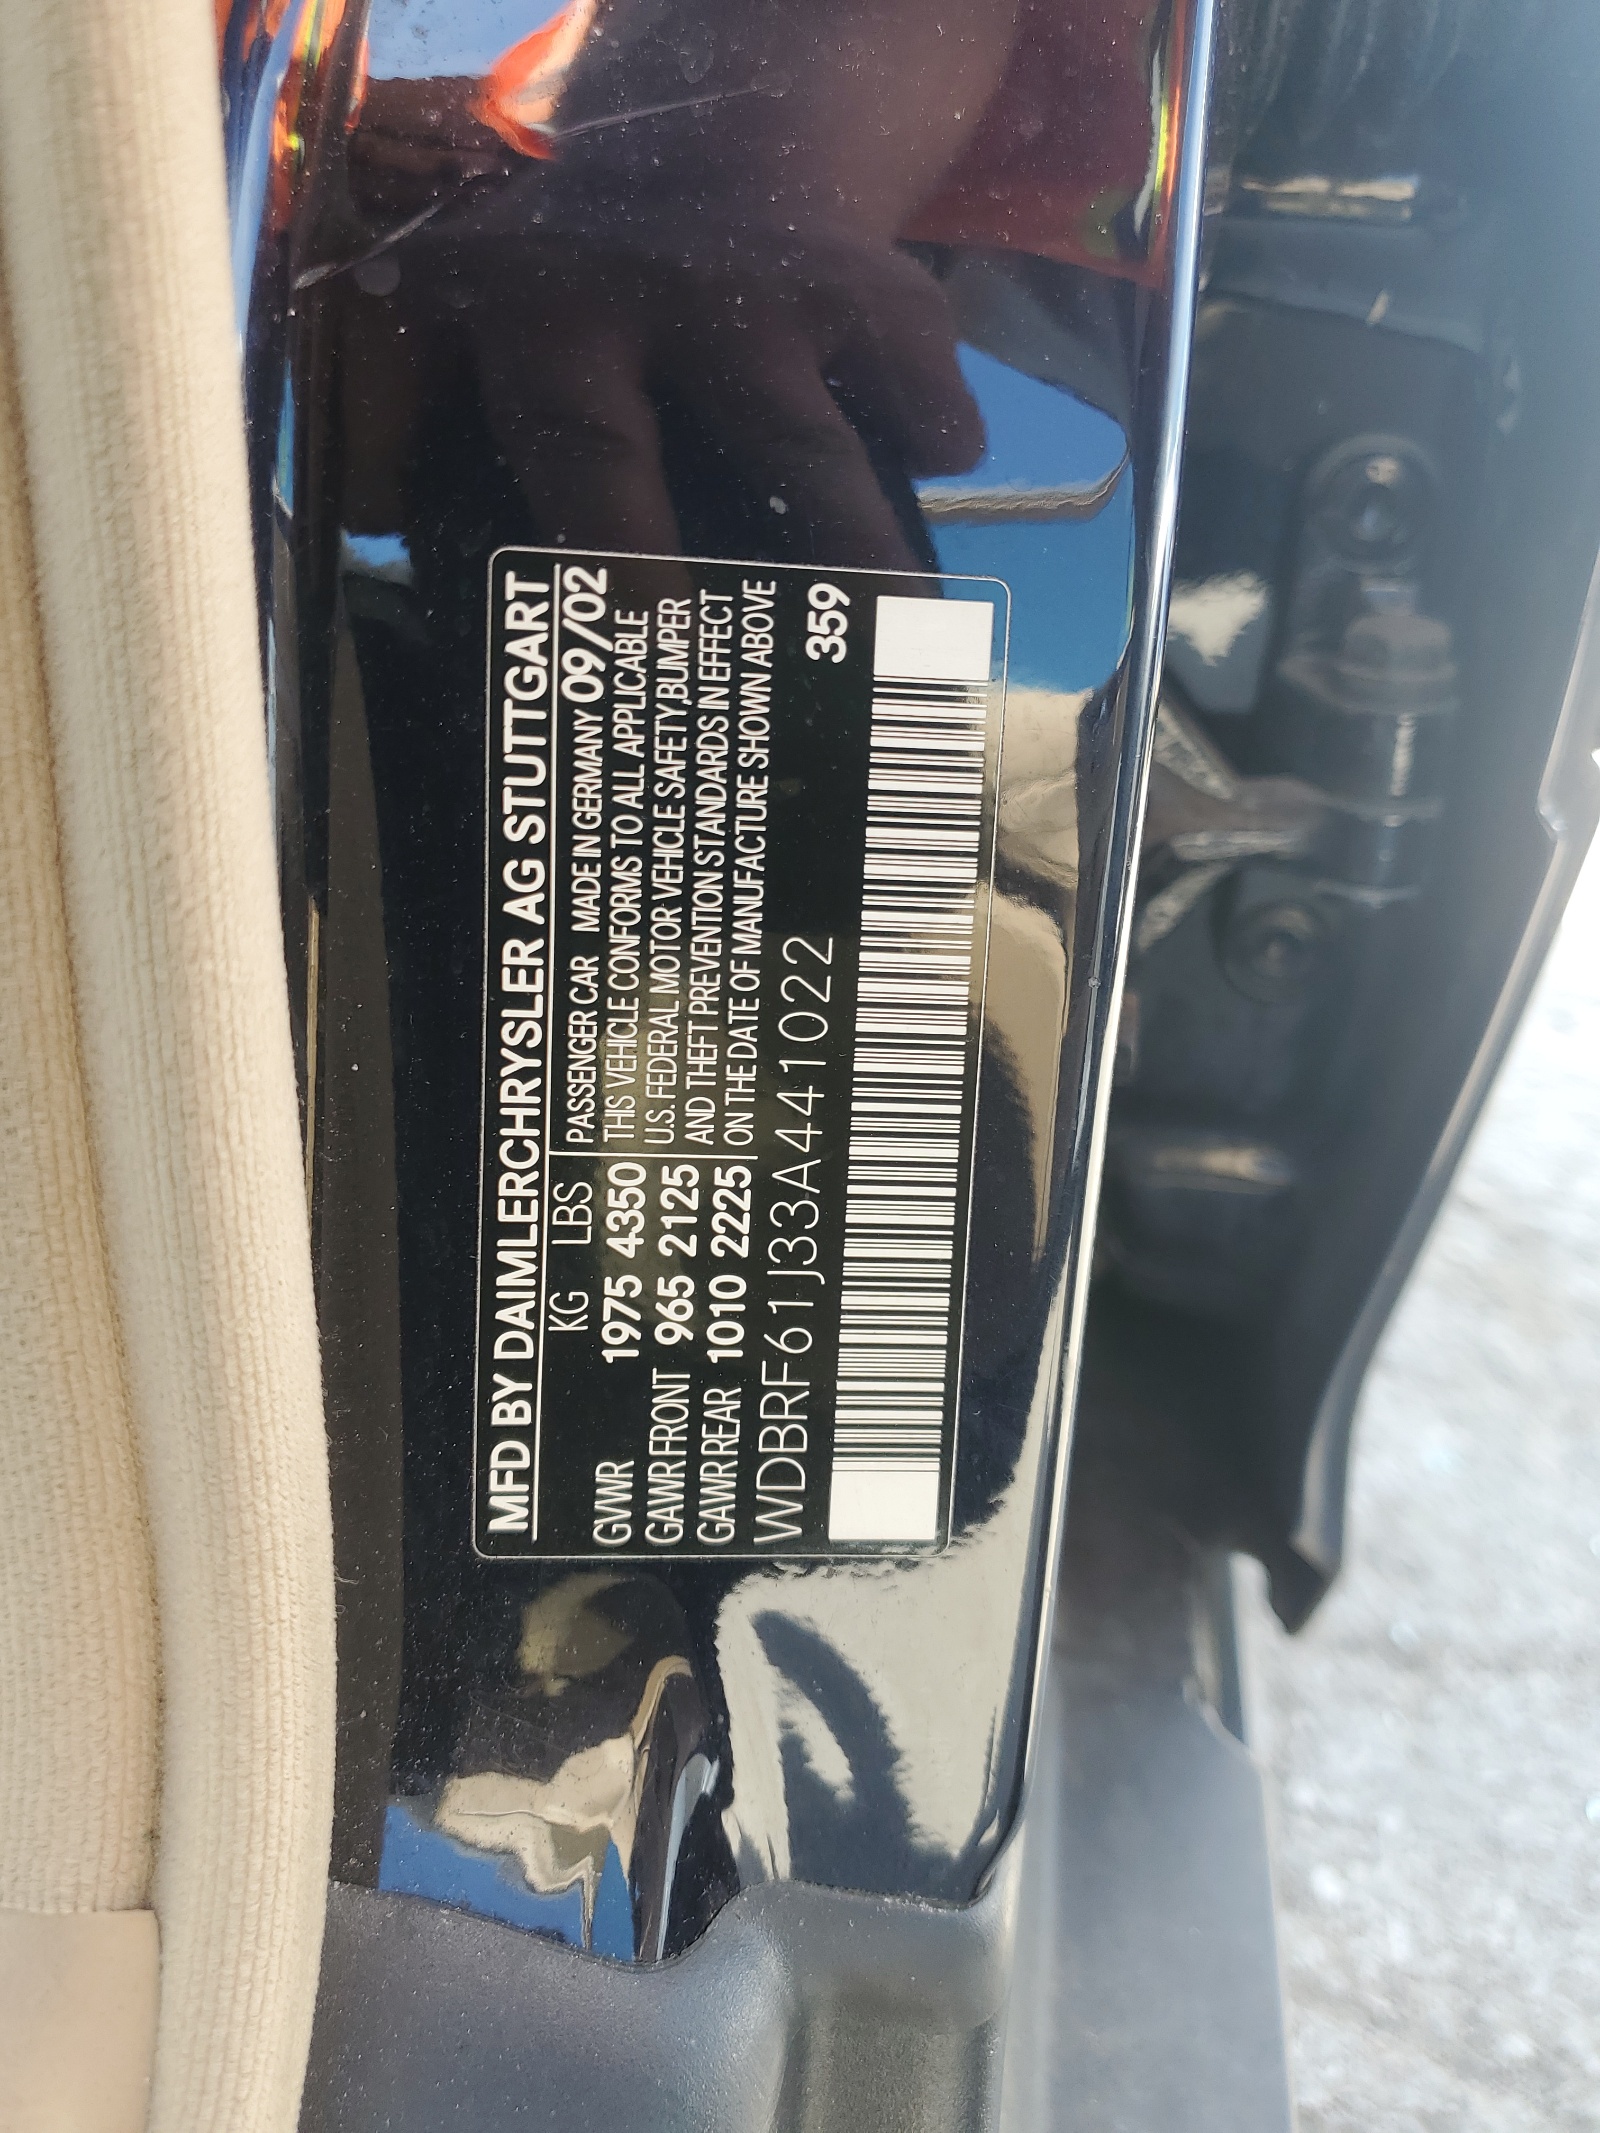 MFD BY DAIMLERCHRYSLER AG STUTTGART
KG LBS PASSENGER CAR MADE IN GERMANY 09/02
GVWR 1975 4350 THIS VEHICLE CONFORMS TO ALL APPLICABLE
GAWR FRONT 965 2125 U.S. FEDERAL MOTOR VEHICLE SAFETY,BUMPER
GAWR REAR 1010 2225 AND THEFT PREVENTION STANDARDS IN EFFECT
ON THE DATE OF MANUFACTURE SHOWN ABOVE
WDBRF61J33A441022 359